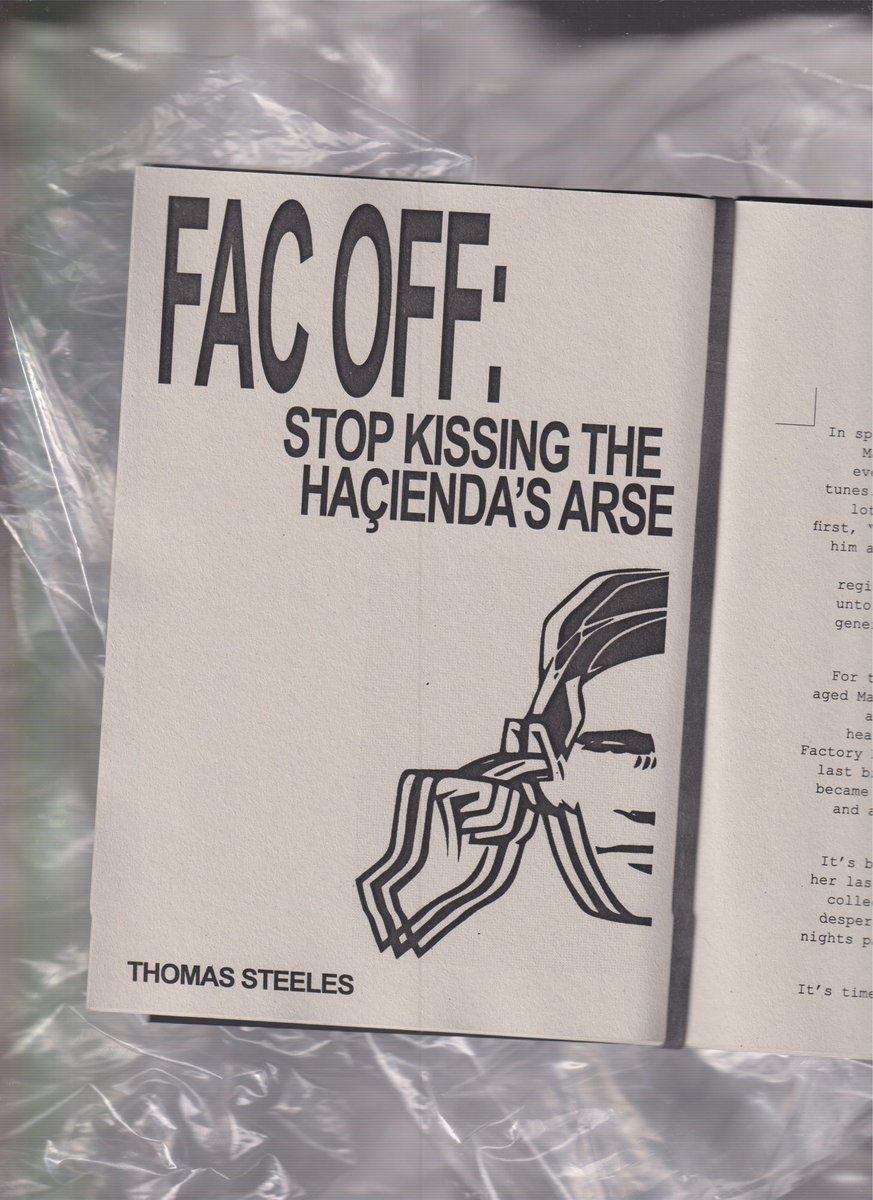 FAC OFF:
STOP KISSING THE
HAÇIENDA'S ARSE
THOMAS STEELES
In sp
Ma
eve
tunes.
lot
first,
him a
regi
unto
gene
For t
aged Ma
a
hea
Factory
last b
became
and a
It's b
her las
colle
desper
nights p
It's time